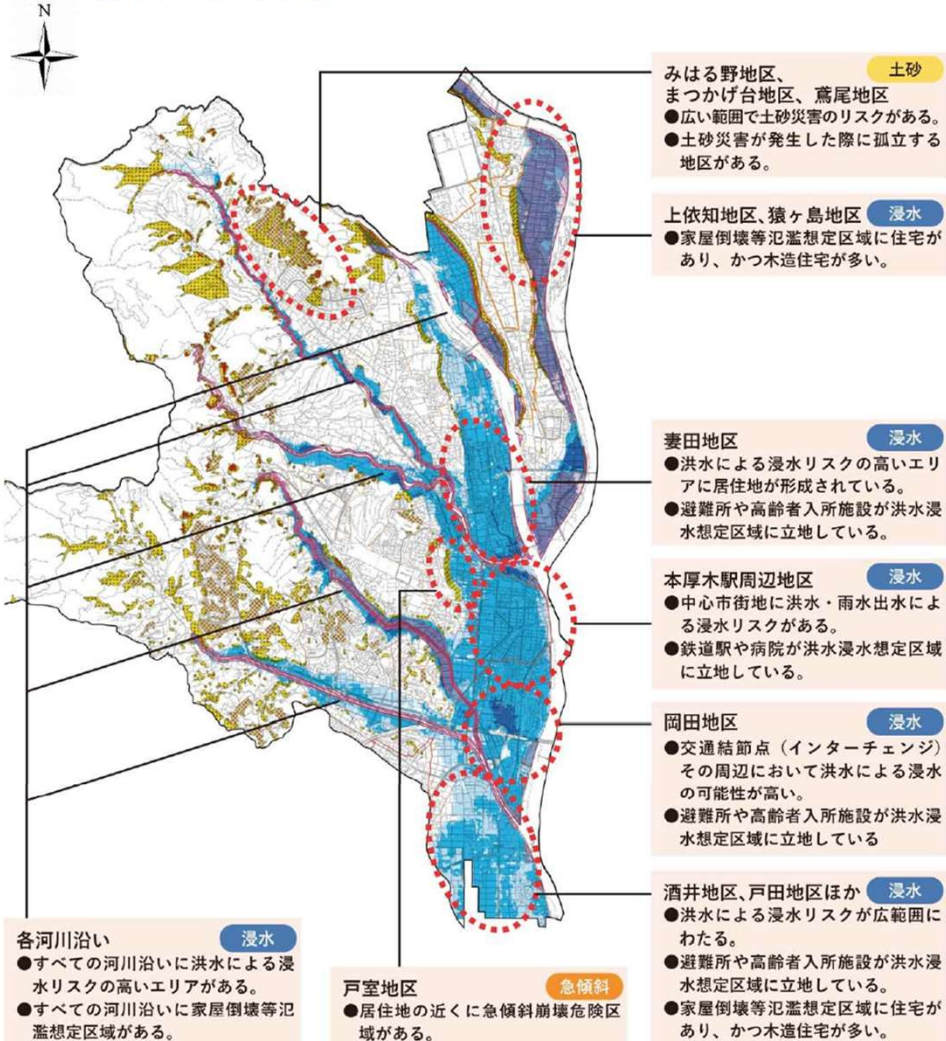 N
みはる野地区、
まつかげ台地区、鳶尾地区
土砂
●広い範囲で土砂災害のリスクがある。
●土砂災害が発生した際に孤立する
地区がある。
上依知地区、猿ヶ島地区
浸水
●家屋倒壊等氾濫想定区域に住宅が
あり、かつ木造住宅が多い。
妻田地区
浸水
●洪水による浸水リスクの高いエリ
アに居住地が形成されている。
●避難所や高齢者入所施設が洪水浸
水想定区域に立地している。
本厚木駅周辺地区
浸水
●中心市街地に洪水・雨水出水によ
る浸水リスクがある。
●鉄道駅や病院が洪水浸水想定区域
に立地している。
岡田地区
浸水
●交通結節点（インターチェンジ）
その周辺において洪水による浸水
の可能性が高い。
●避難所や高齢者入所施設が洪水浸
水想定区域に立地している
酒井地区、戸田地区ほか
浸水
●洪水による浸水リスクが広範囲に
わたる。
●避難所や高齢者入所施設が洪水浸
水想定区域に立地している。
●家屋倒壊等氾濫想定区域に住宅が
あり、かつ木造住宅が多い。
各河川沿い
浸水
●すべての河川沿いに洪水による浸
水リスクの高いエリアがある。
●すべての河川沿いに家屋倒壊等氾
濫想定区域がある。
戸室地区
急傾斜
●居住地の近くに急傾斜崩壊危険区
域がある。